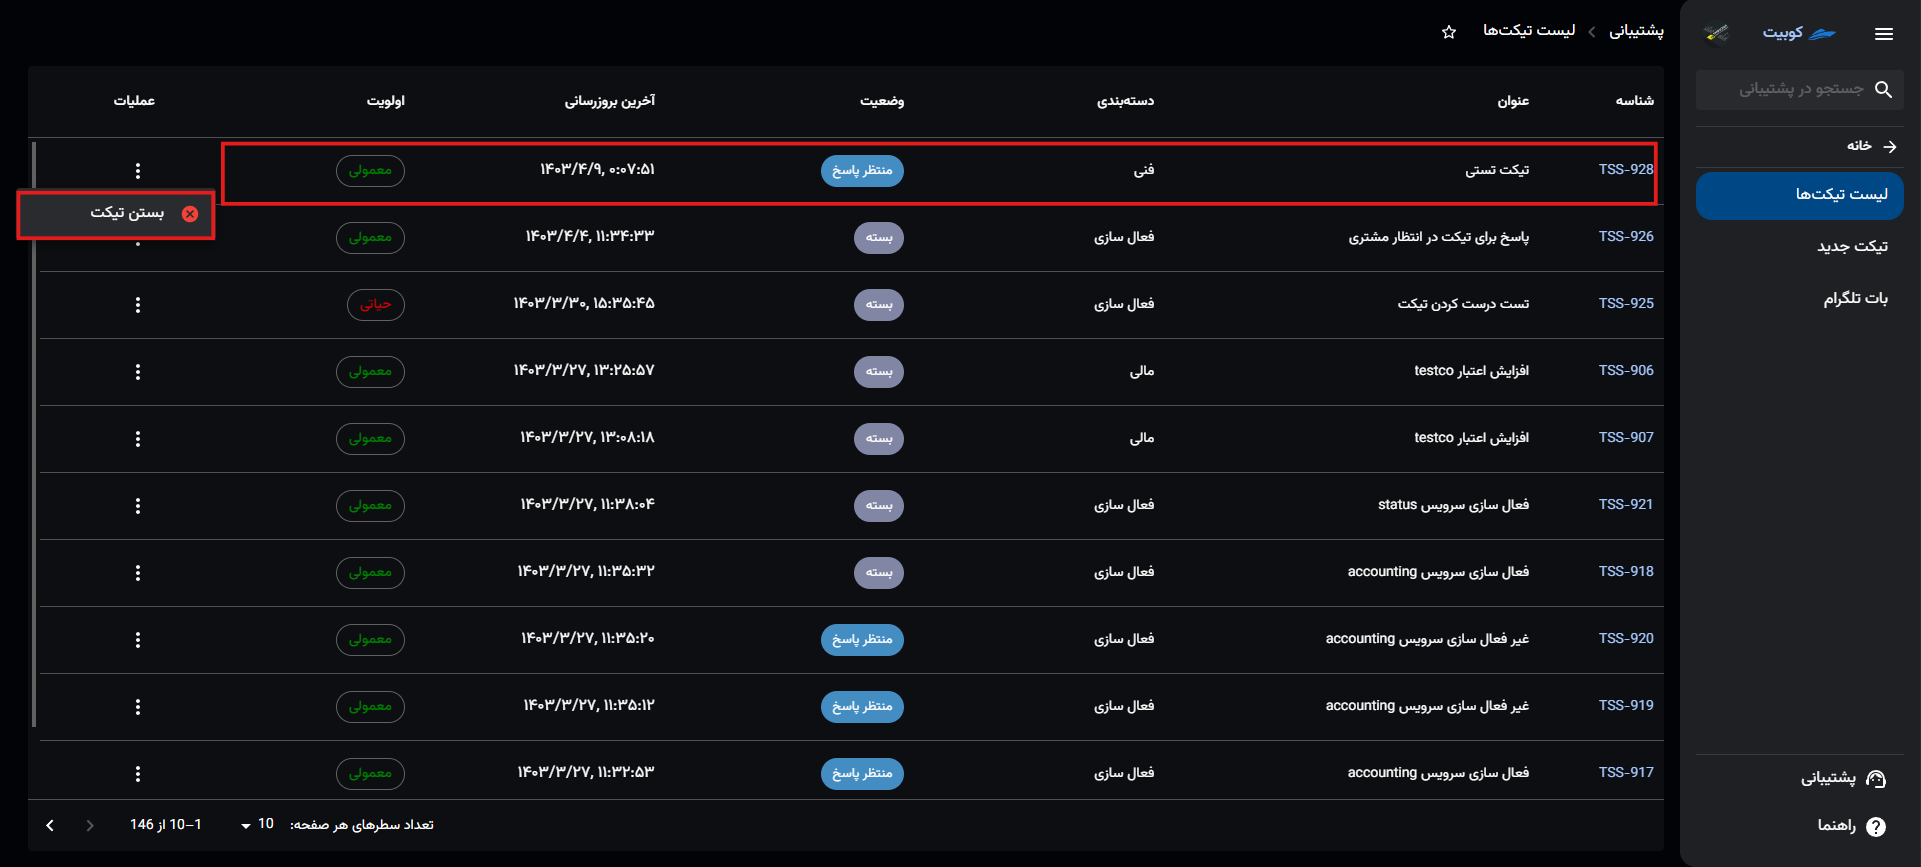 کوبیت
پشتیبانی
لیست تیکت‌ها
جستجو در پشتیبانی
خانه
لیست تیکت‌ها
تیکت جدید
بات تلگرام
پشتیبانی
راهنما
شناسه عنوان دسته‌بندی وضعیت آخرین بروزرسانی اولویت عملیات
TSS-928 تیکت تستی فنی منتظر پاسخ ۱۴۰۳/۴/۹, ۰:۰۷:۵۱ معمولی
بستن تیکت
TSS-926 پاسخ برای تیکت در انتظار مشتری فعال سازی بسته ۱۴۰۳/۴/۴, ۱۱:۳۴:۳۳ معمولی
TSS-925 تست درست کردن تیکت فعال سازی بسته ۱۴۰۳/۳/۳۰, ۱۵:۳۵:۴۵ حیاتی
TSS-906 افزایش اعتبار testco مالی بسته ۱۴۰۳/۳/۲۷, ۱۳:۲۵:۵۷ معمولی
TSS-907 افزایش اعتبار testco مالی بسته ۱۴۰۳/۳/۲۷, ۱۳:۰۸:۱۸ معمولی
TSS-921 فعال سازی سرویس status فعال سازی بسته ۱۴۰۳/۳/۲۷, ۱۱:۳۸:۰۴ معمولی
TSS-918 فعال سازی سرویس accounting فعال سازی بسته ۱۴۰۳/۳/۲۷, ۱۱:۳۵:۳۲ معمولی
TSS-920 غیر فعال سازی سرویس accounting فعال سازی منتظر پاسخ ۱۴۰۳/۳/۲۷, ۱۱:۳۵:۲۰ معمولی
TSS-919 غیر فعال سازی سرویس accounting فعال سازی منتظر پاسخ ۱۴۰۳/۳/۲۷, ۱۱:۳۵:۱۲ معمولی
TSS-917 فعال سازی سرویس accounting فعال سازی منتظر پاسخ ۱۴۰۳/۳/۲۷, ۱۱:۳۲:۵۳ معمولی
تعداد سطرهای هر صفحه: 10 1–10 از 146